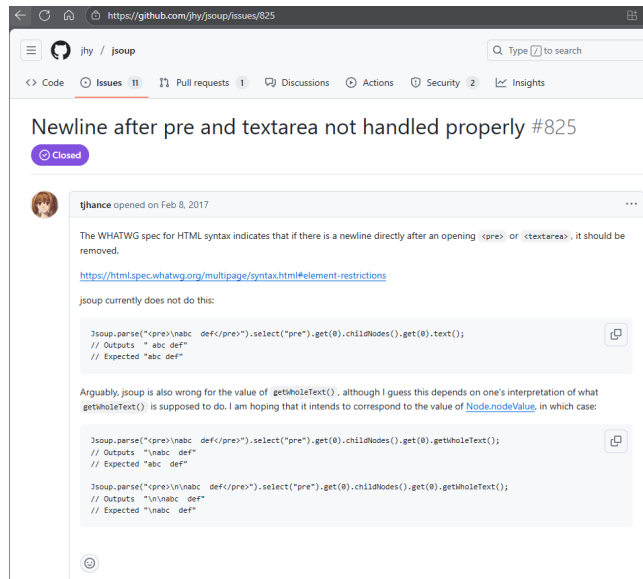 https://github.com/jhy/jsoup/issues/825
jhy / jsoup
Type / to search
Code Issues 11 Pull requests 1 Discussions Actions Security 2 Insights
Newline after pre and textarea not handled properly #825
Closed
tjhance opened on Feb 8, 2017
The WHATWG spec for HTML syntax indicates that if there is a newline directly after an opening <pre> or <textarea>, it should be
removed.
https://html.spec.whatwg.org/multipage/syntax.html#element-restrictions
jsoup currently does not do this:
Jsoup.parse("<pre>\nabc  def</pre>").select("pre").get(0).childNodes().get(0).text();
// Outputs  " abc def"
// Expected "abc def"
Arguably, jsoup is also wrong for the value of getWholeText(), although I guess this depends on one's interpretation of what
getWholeText() is supposed to do. I am hoping that it intends to correspond to the value of Node.nodeValue, in which case:
Jsoup.parse("<pre>\nabc  def</pre>").select("pre").get(0).childNodes().get(0).getWholeText();
// Outputs  "\nabc  def"
// Expected "abc  def"
Jsoup.parse("<pre>\n\nabc  def</pre>").select("pre").get(0).childNodes().get(0).getWholeText();
// Outputs  "\n\nabc  def"
// Expected "\nabc  def"